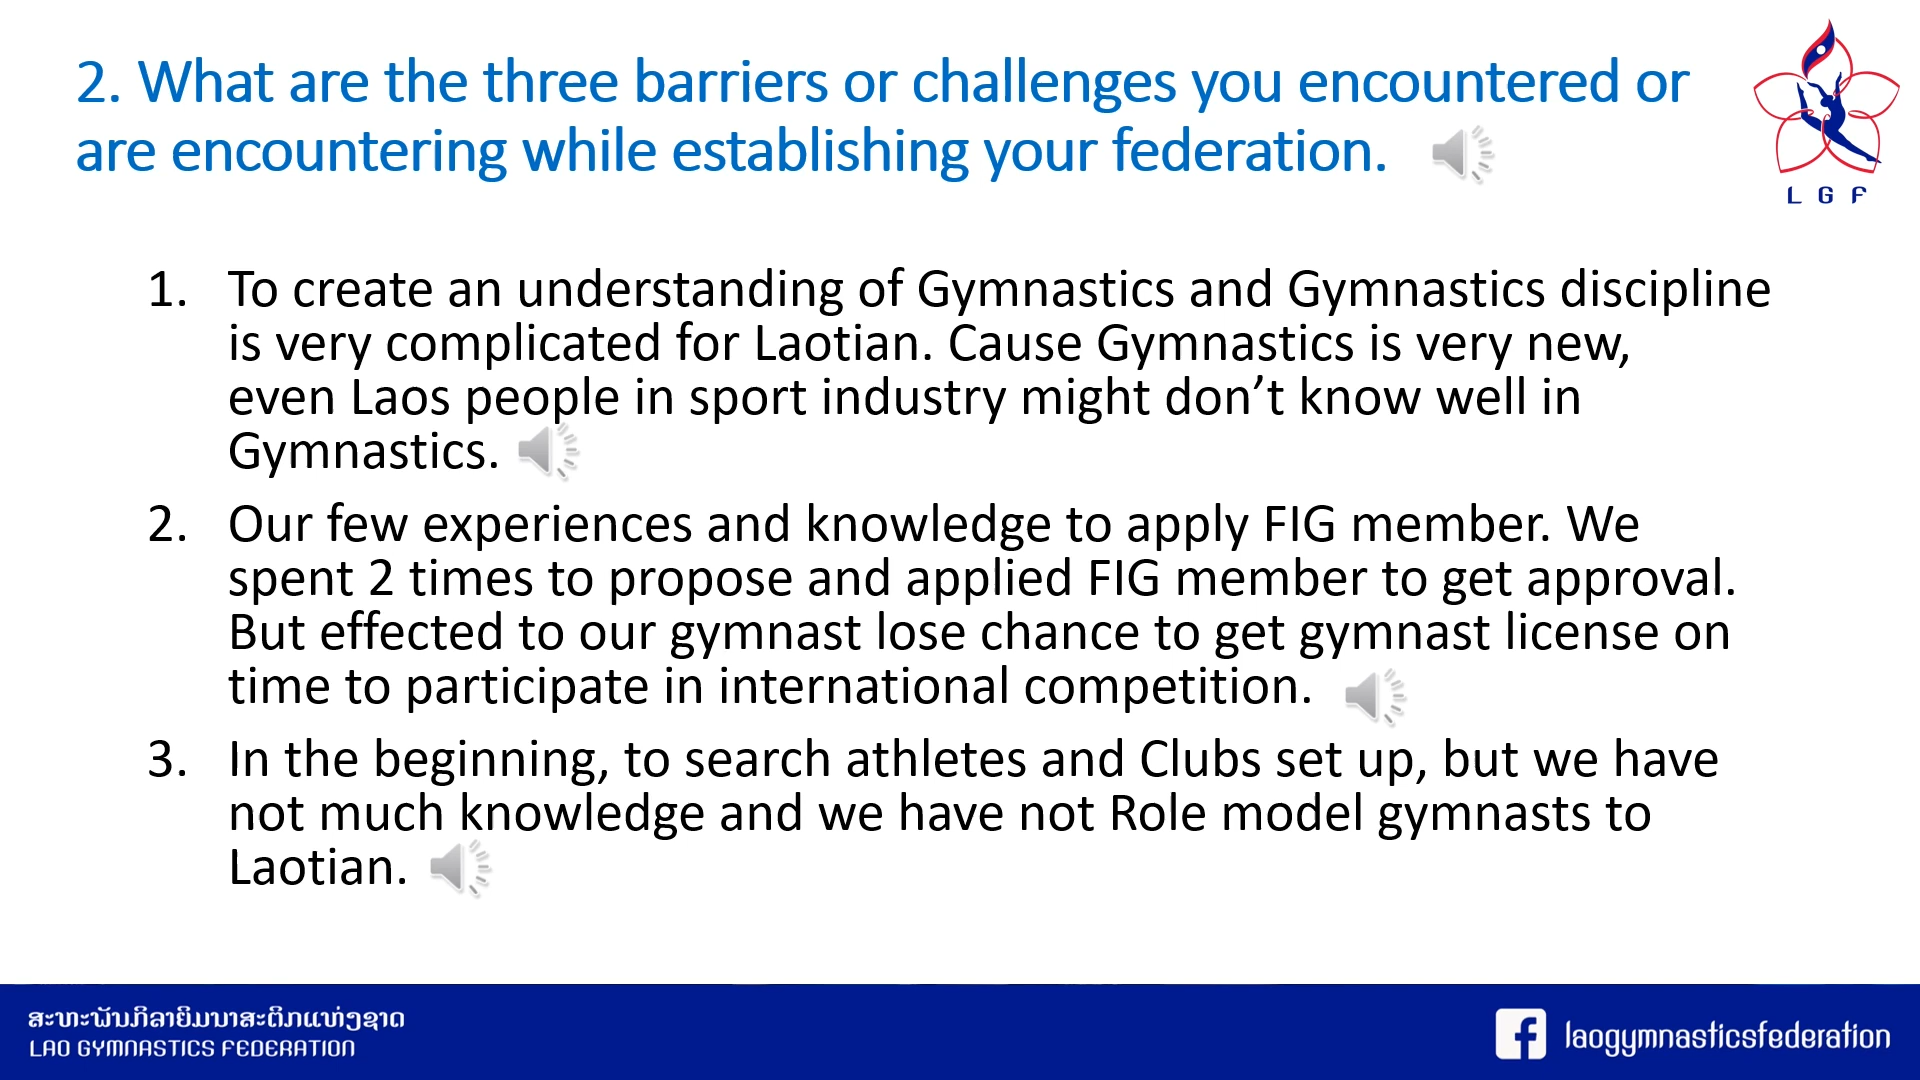 2. What are the three barriers or challenges you encountered or
are encountering while establishing your federation.
L G F
1. To create an understanding of Gymnastics and Gymnastics discipline
is very complicated for Laotian. Cause Gymnastics is very new,
even Laos people in sport industry might don’t know well in
Gymnastics.
2. Our few experiences and knowledge to apply FIG member. We
spent 2 times to propose and applied FIG member to get approval.
But effected to our gymnast lose chance to get gymnast license on
time to participate in international competition.
3. In the beginning, to search athletes and Clubs set up, but we have
not much knowledge and we have not Role model gymnasts to
Laotian.
ສະຫະພັນກິລາຍິມນາສະຕິກແຫ່ງຊາດ
LAO GYMNASTICS FEDERATION
laogymnasticsfederation